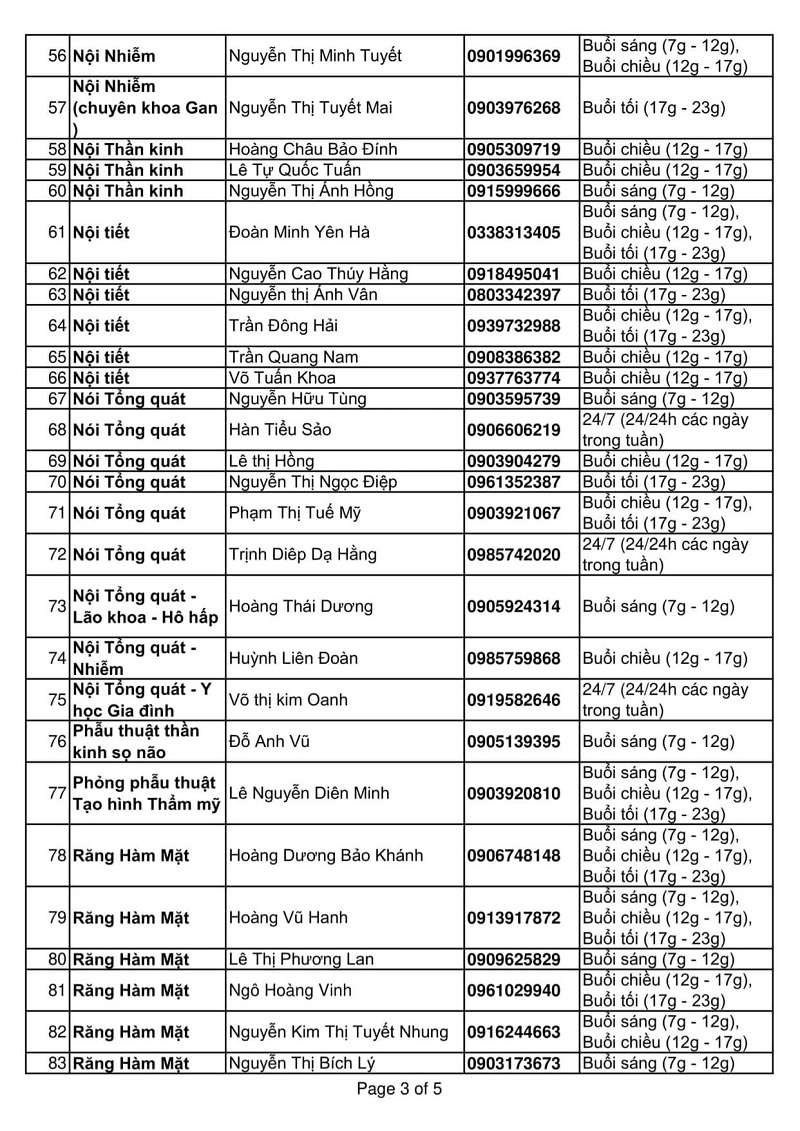 56 Nội Nhiễm Nguyễn Thị Minh Tuyết 0901996369 Buổi sáng (7g - 12g),
Buổi chiều (12g - 17g)
57 Nội Nhiễm
(chuyên khoa Gan
) Nguyễn Thị Tuyết Mai 0903976268 Buổi tối (17g - 23g)
58 Nội Thần kinh Hoàng Châu Bảo Đính 0905309719 Buổi chiều (12g - 17g)
59 Nội Thần kinh Lê Tự Quốc Tuấn 0903659954 Buổi chiều (12g - 17g)
60 Nội Thần kinh Nguyễn Thị Ánh Hồng 0915999666 Buổi sáng (7g - 12g)
61 Nội tiết Đoàn Minh Yên Hà 0338313405 Buổi sáng (7g - 12g),
Buổi chiều (12g - 17g),
Buổi tối (17g - 23g)
62 Nội tiết Nguyễn Cao Thúy Hằng 0918495041 Buổi chiều (12g - 17g)
63 Nội tiết Nguyễn thị Ánh Vân 0803342397 Buổi tối (17g - 23g)
64 Nội tiết Trần Đông Hải 0939732988 Buổi chiều (12g - 17g),
Buổi tối (17g - 23g)
65 Nội tiết Trần Quang Nam 0908386382 Buổi chiều (12g - 17g)
66 Nội tiết Võ Tuấn Khoa 0937763774 Buổi chiều (12g - 17g)
67 Nói Tổng quát Nguyễn Hữu Tùng 0903595739 Buổi sáng (7g - 12g)
68 Nói Tổng quát Hàn Tiểu Sảo 0906606219 24/7 (24/24h các ngày
trong tuần)
69 Nói Tổng quát Lê thị Hồng 0903904279 Buổi chiều (12g - 17g)
70 Nói Tổng quát Nguyễn Thị Ngọc Điệp 0961352387 Buổi tối (17g - 23g)
71 Nói Tổng quát Phạm Thị Tuế Mỹ 0903921067 Buổi chiều (12g - 17g),
Buổi tối (17g - 23g)
72 Nói Tổng quát Trịnh Diêp Dạ Hằng 0985742020 24/7 (24/24h các ngày
trong tuần)
73 Nội Tổng quát -
Lão khoa - Hô hấp Hoàng Thái Dương 0905924314 Buổi sáng (7g - 12g)
74 Nội Tổng quát -
Nhiễm Huỳnh Liên Đoàn 0985759868 Buổi chiều (12g - 17g)
75 Nội Tổng quát - Y
học Gia đình Võ thị kim Oanh 0919582646 24/7 (24/24h các ngày
trong tuần)
76 Phẫu thuật thần
kinh sọ não Đỗ Anh Vũ 0905139395 Buổi sáng (7g - 12g)
77 Phỏng phẫu thuật
Tạo hình Thẩm mỹ Lê Nguyễn Diên Minh 0903920810 Buổi sáng (7g - 12g),
Buổi chiều (12g - 17g),
Buổi tối (17g - 23g)
78 Răng Hàm Mặt Hoàng Dương Bảo Khánh 0906748148 Buổi sáng (7g - 12g),
Buổi chiều (12g - 17g),
Buổi tối (17g - 23g)
79 Răng Hàm Mặt Hoàng Vũ Hanh 0913917872 Buổi sáng (7g - 12g),
Buổi chiều (12g - 17g),
Buổi tối (17g - 23g)
80 Răng Hàm Mặt Lê Thị Phương Lan 0909625829 Buổi sáng (7g - 12g)
81 Răng Hàm Mặt Ngô Hoàng Vinh 0961029940 Buổi chiều (12g - 17g),
Buổi tối (17g - 23g)
82 Răng Hàm Mặt Nguyễn Kim Thị Tuyết Nhung 0916244663 Buổi sáng (7g - 12g),
Buổi chiều (12g - 17g)
83 Răng Hàm Mặt Nguyễn Thị Bích Lý 0903173673 Buổi sáng (7g - 12g)
Page 3 of 5